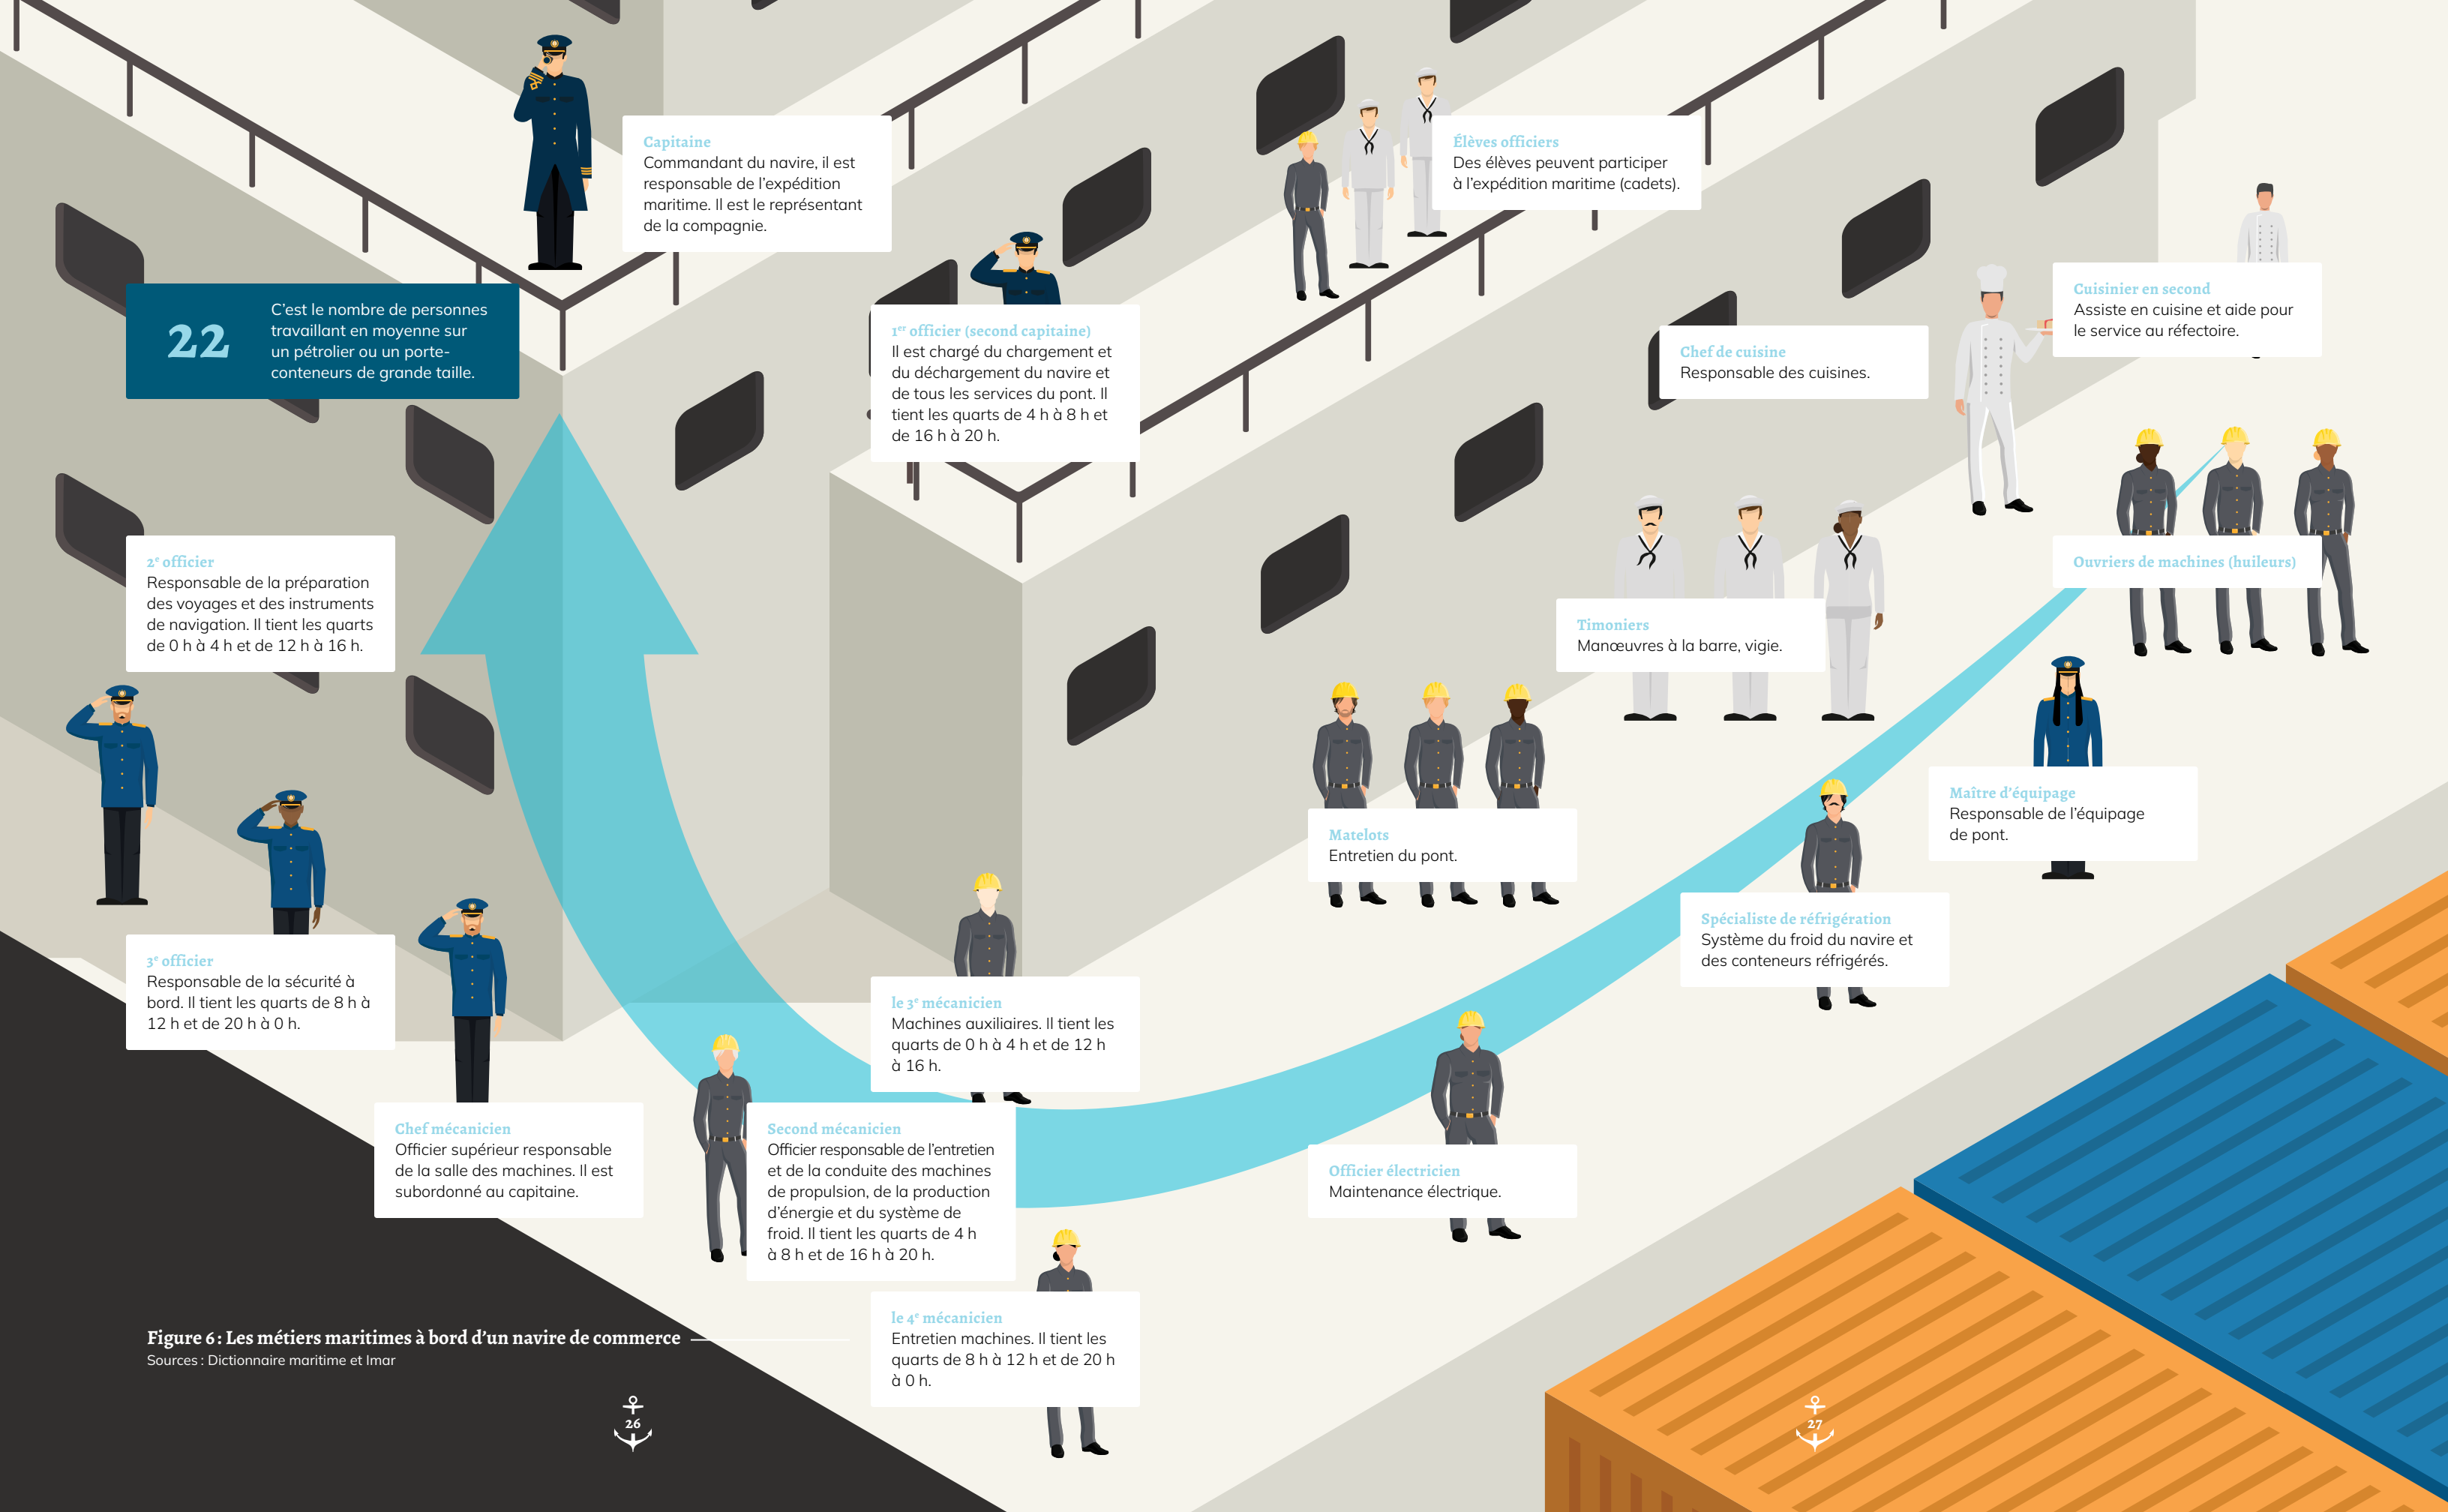 Capitaine
Commandant du navire, il est
responsable de l’expédition
maritime. Il est le représentant
de la compagnie.
Élèves officiers
Des élèves peuvent participer
à l’expédition maritime (cadets).
22
C’est le nombre de personnes
travaillant en moyenne sur
un pétrolier ou un porte-
conteneurs de grande taille.
1er officier (second capitaine)
Il est chargé du chargement et
du déchargement du navire et
de tous les services du pont. Il
tient les quarts de 4 h à 8 h et
de 16 h à 20 h.
Cuisinier en second
Assiste en cuisine et aide pour
le service au réfectoire.
Chef de cuisine
Responsable des cuisines.
2e officier
Responsable de la préparation
des voyages et des instruments
de navigation. Il tient les quarts
de 0 h à 4 h et de 12 h à 16 h.
Ouvriers de machines (huileurs)
Timoniers
Manœuvres à la barre, vigie.
Maître d’équipage
Responsable de l’équipage
de pont.
Matelots
Entretien du pont.
Spécialiste de réfrigération
Système du froid du navire et
des conteneurs réfrigérés.
3e officier
Responsable de la sécurité à
bord. Il tient les quarts de 8 h à
12 h et de 20 h à 0 h.
le 3e mécanicien
Machines auxiliaires. Il tient les
quarts de 0 h à 4 h et de 12 h
à 16 h.
Chef mécanicien
Officier supérieur responsable
de la salle des machines. Il est
subordonné au capitaine.
Second mécanicien
Officier responsable de l’entretien
et de la conduite des machines
de propulsion, de la production
d’énergie et du système de
froid. Il tient les quarts de 4 h
à 8 h et de 16 h à 20 h.
Officier électricien
Maintenance électrique.
le 4e mécanicien
Entretien machines. Il tient les
quarts de 8 h à 12 h et de 20 h
à 0 h.
Figure 6 : Les métiers maritimes à bord d’un navire de commerce
Sources : Dictionnaire maritime et Imar
26
27